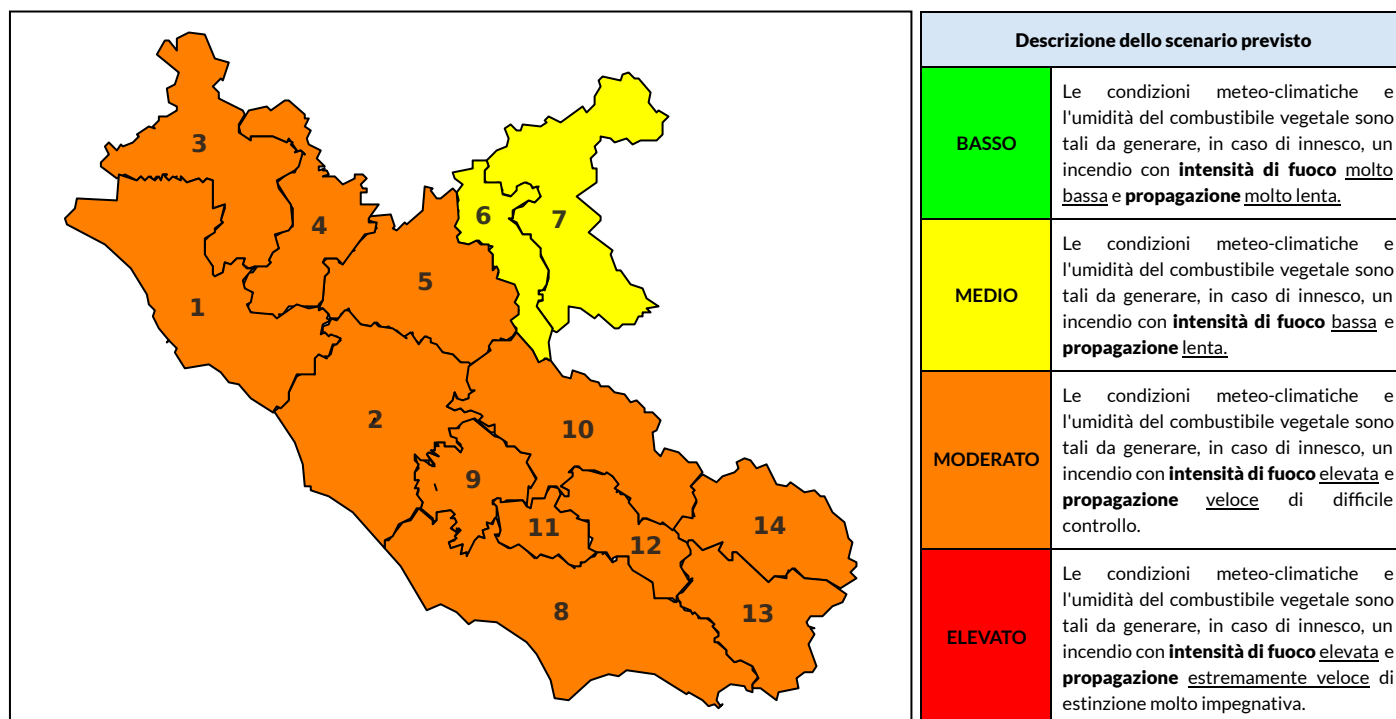 3
4
6
7
5
1
2
10
9
11
12
14
8
13
Descrizione dello scenario previsto
BASSO
Le condizioni meteo-climatiche e
l'umidità del combustibile vegetale sono
tali da generare, in caso di innesco, un
incendio con intensità di fuoco molto
bassa e propagazione molto lenta.
MEDIO
Le condizioni meteo-climatiche e
l'umidità del combustibile vegetale sono
tali da generare, in caso di innesco, un
incendio con intensità di fuoco bassa e
propagazione lenta.
MODERATO
Le condizioni meteo-climatiche e
l'umidità del combustibile vegetale sono
tali da generare, in caso di innesco, un
incendio con intensità di fuoco elevata e
propagazione veloce di difficile
controllo.
ELEVATO
Le condizioni meteo-climatiche e
l'umidità del combustibile vegetale sono
tali da generare, in caso di innesco, un
incendio con intensità di fuoco elevata e
propagazione estremamente veloce di
estinzione molto impegnativa.